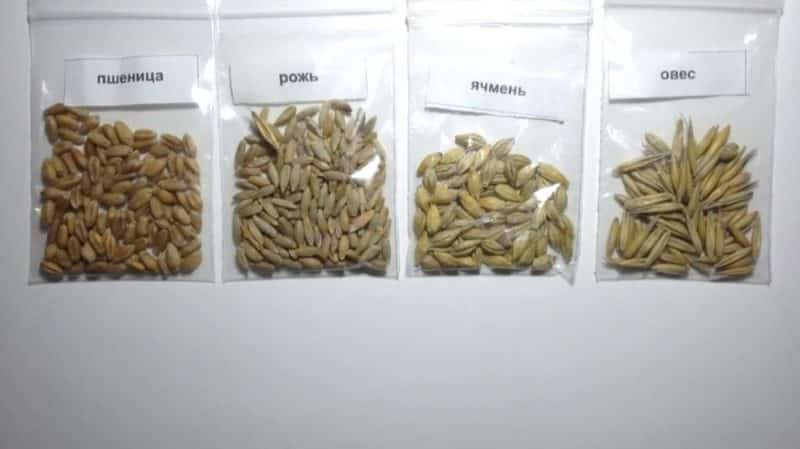 пшеница
рожь
ячмень
овес